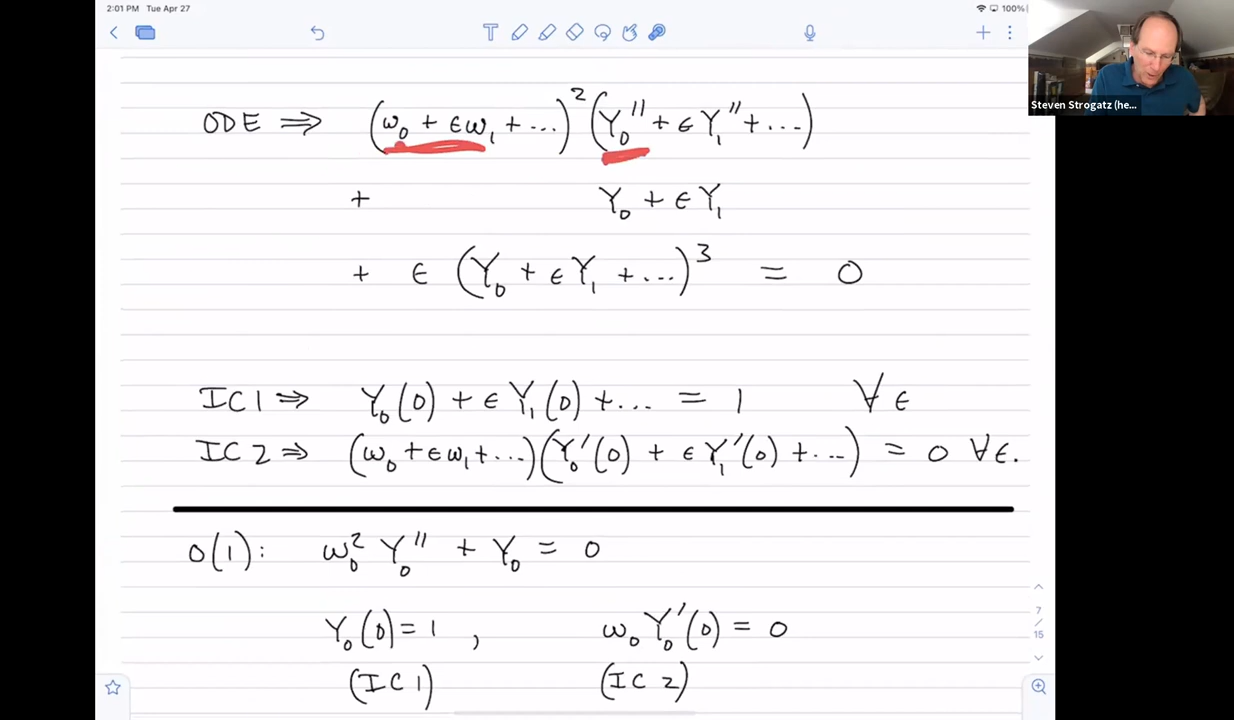 2:01 PM Tue Apr 27
100%
Steven Strogatz (he...
ODE ⟹ (ω₀ + εω₁ + ...)² (Y₀'' + εY₁'' + ...)
+ Y₀ + εY₁
+ ε (Y₀ + εY₁ + ...)³ = 0
IC1 ⟹ Y₀(0) + εY₁(0) + ... = 1 ∀ε
IC2 ⟹ (ω₀ + εω₁ + ...)(Y₀'(0) + εY₁'(0) + ...) = 0 ∀ε.
O(1): ω₀² Y₀'' + Y₀ = 0
Y₀(0) = 1 , ω₀Y₀'(0) = 0
(IC1) (IC2)
7
/
15